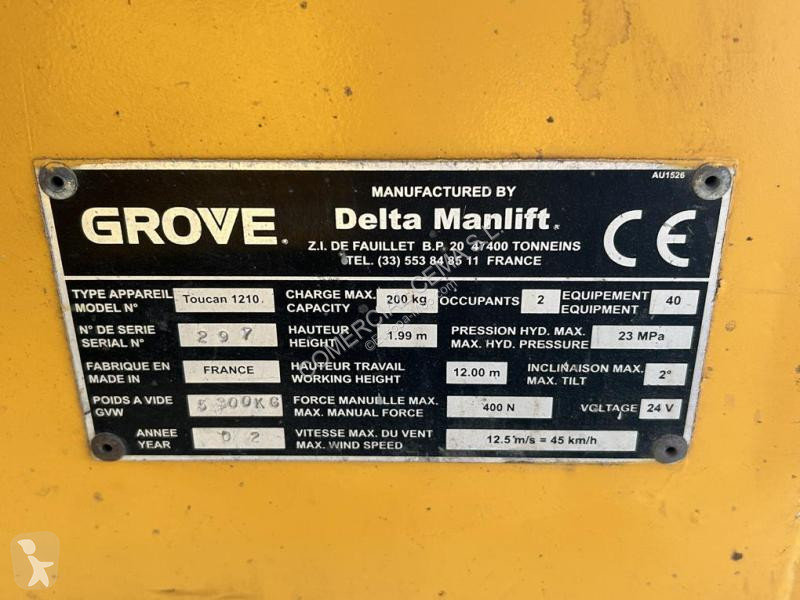 AU1526
MANUFACTURED BY
GROVE. Delta Manlift. CE
Z.I. DE FAUILLET B.P. 20 47400 TONNEINS
TEL. (33) 553 84 85 11 FRANCE
TYPE APPAREIL MODEL N° Toucan 1210. CHARGE MAX. CAPACITY 200 kg OCCUPANTS 2 EQUIPEMENT EQUIPMENT 40
N° DE SERIE SERIAL N° 297 HAUTEUR HEIGHT 1.99 m PRESSION HYD. MAX. MAX. HYD. PRESSURE 23 MPa
FABRIQUE EN MADE IN FRANCE HAUTEUR TRAVAIL WORKING HEIGHT 12.00 m INCLINAISON MAX. MAX. TILT 2°
POIDS A VIDE GVW 5300KG FORCE MANUELLE MAX. MAX. MANUAL FORCE 400 N VOLTAGE 24 V
ANNEE YEAR 02 VITESSE MAX. DU VENT MAX. WIND SPEED 12.5 m/s = 45 km/h
COMERCIAL CEMA S.L.